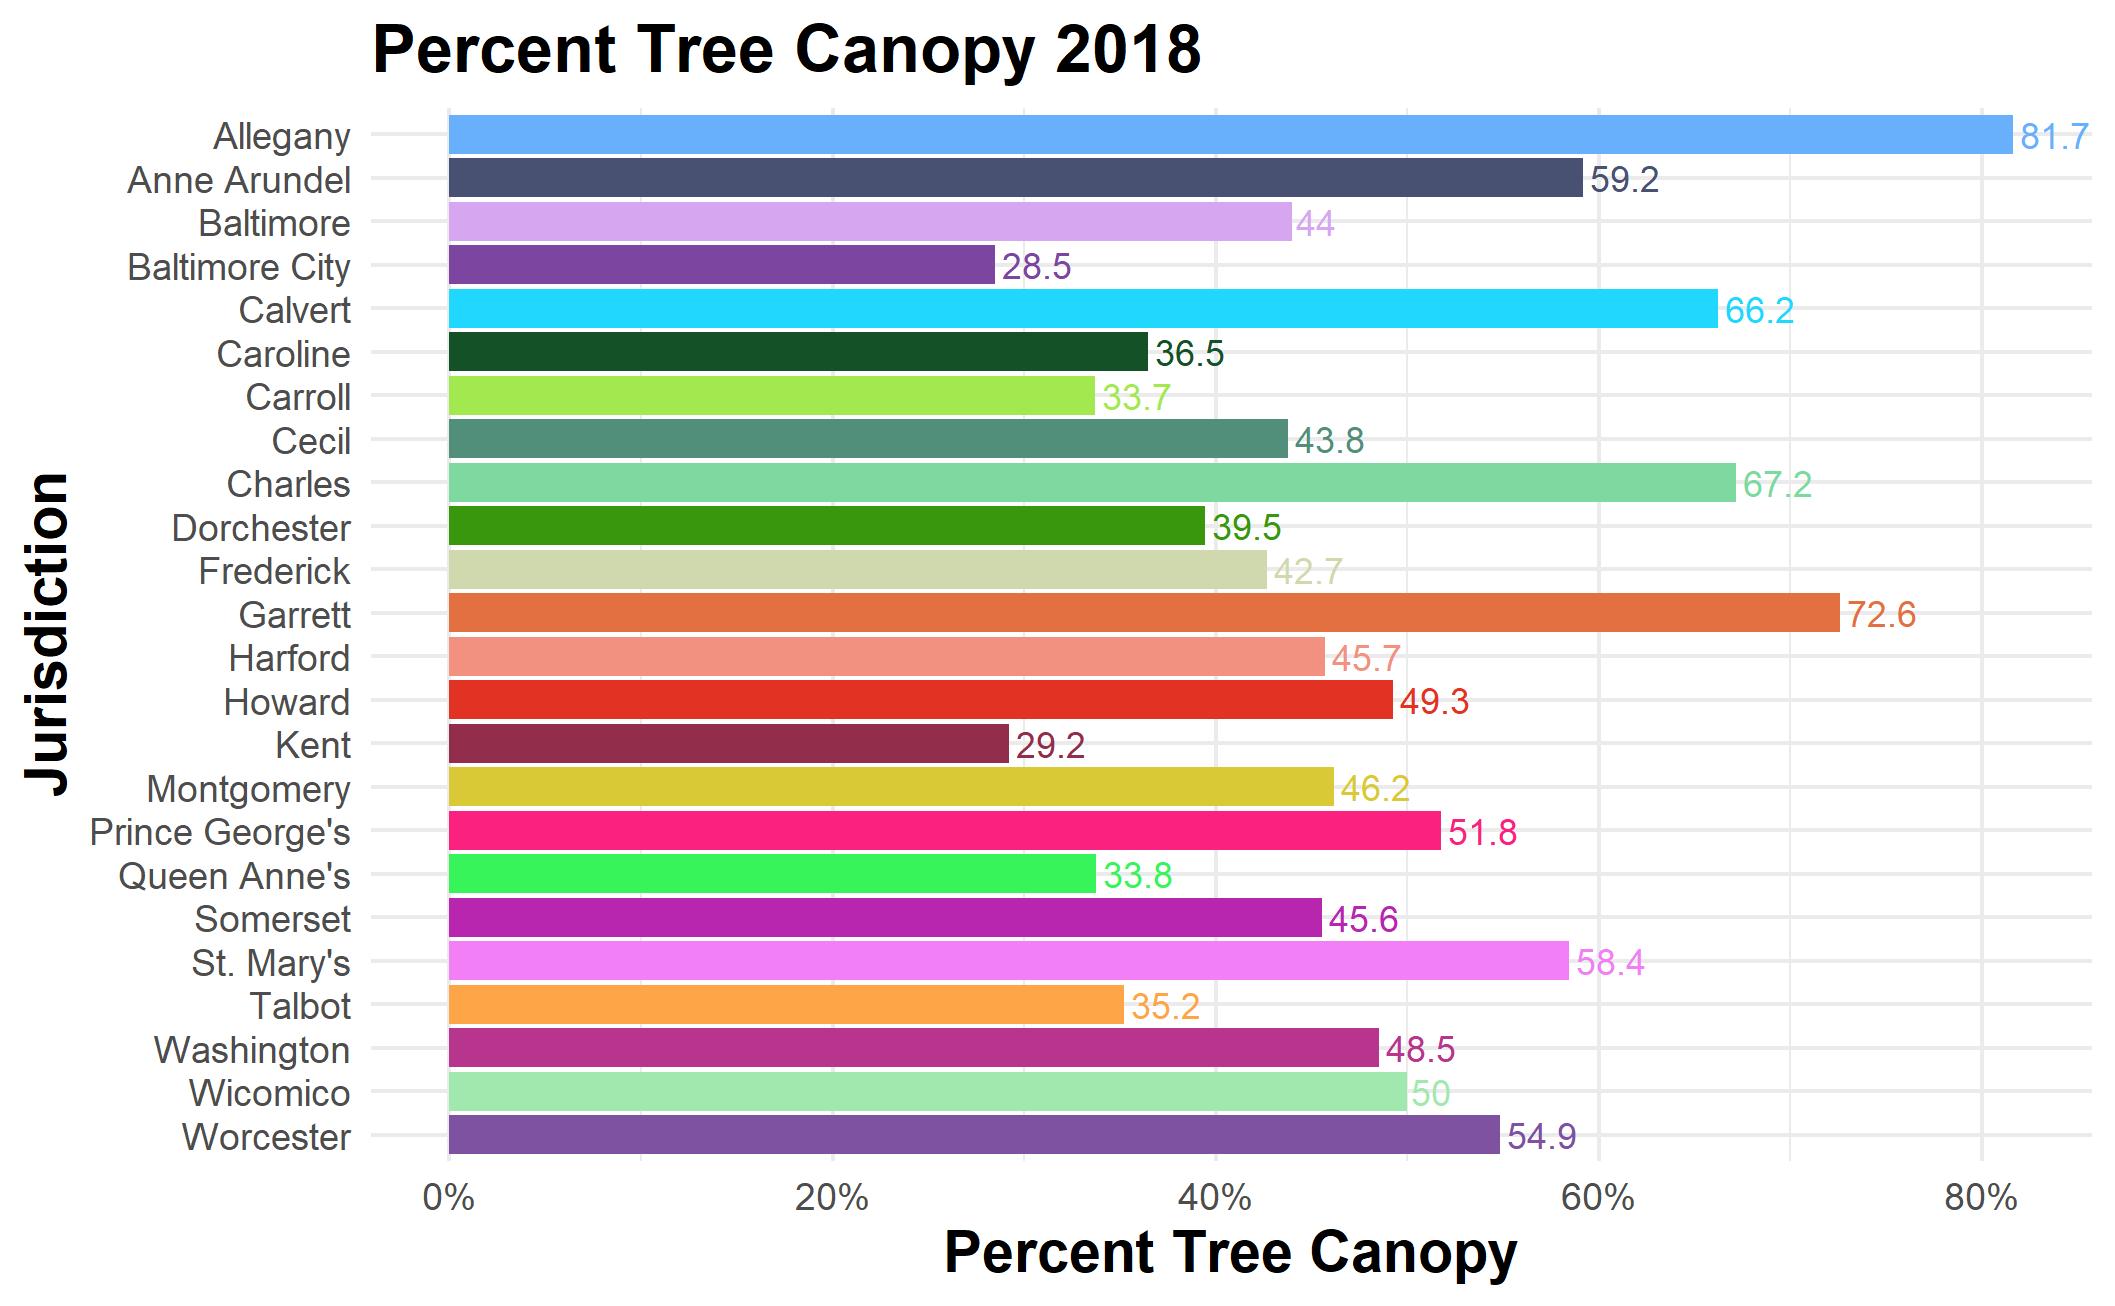 Percent Tree Canopy 2018
Jurisdiction
Allegany 81.7
Anne Arundel 59.2
Baltimore 44
Baltimore City 28.5
Calvert 66.2
Caroline 36.5
Carroll 33.7
Cecil 43.8
Charles 67.2
Dorchester 39.5
Frederick 42.7
Garrett 72.6
Harford 45.7
Howard 49.3
Kent 29.2
Montgomery 46.2
Prince George's 51.8
Queen Anne's 33.8
Somerset 45.6
St. Mary's 58.4
Talbot 35.2
Washington 48.5
Wicomico 50
Worcester 54.9
0% 20% 40% 60% 80%
Percent Tree Canopy